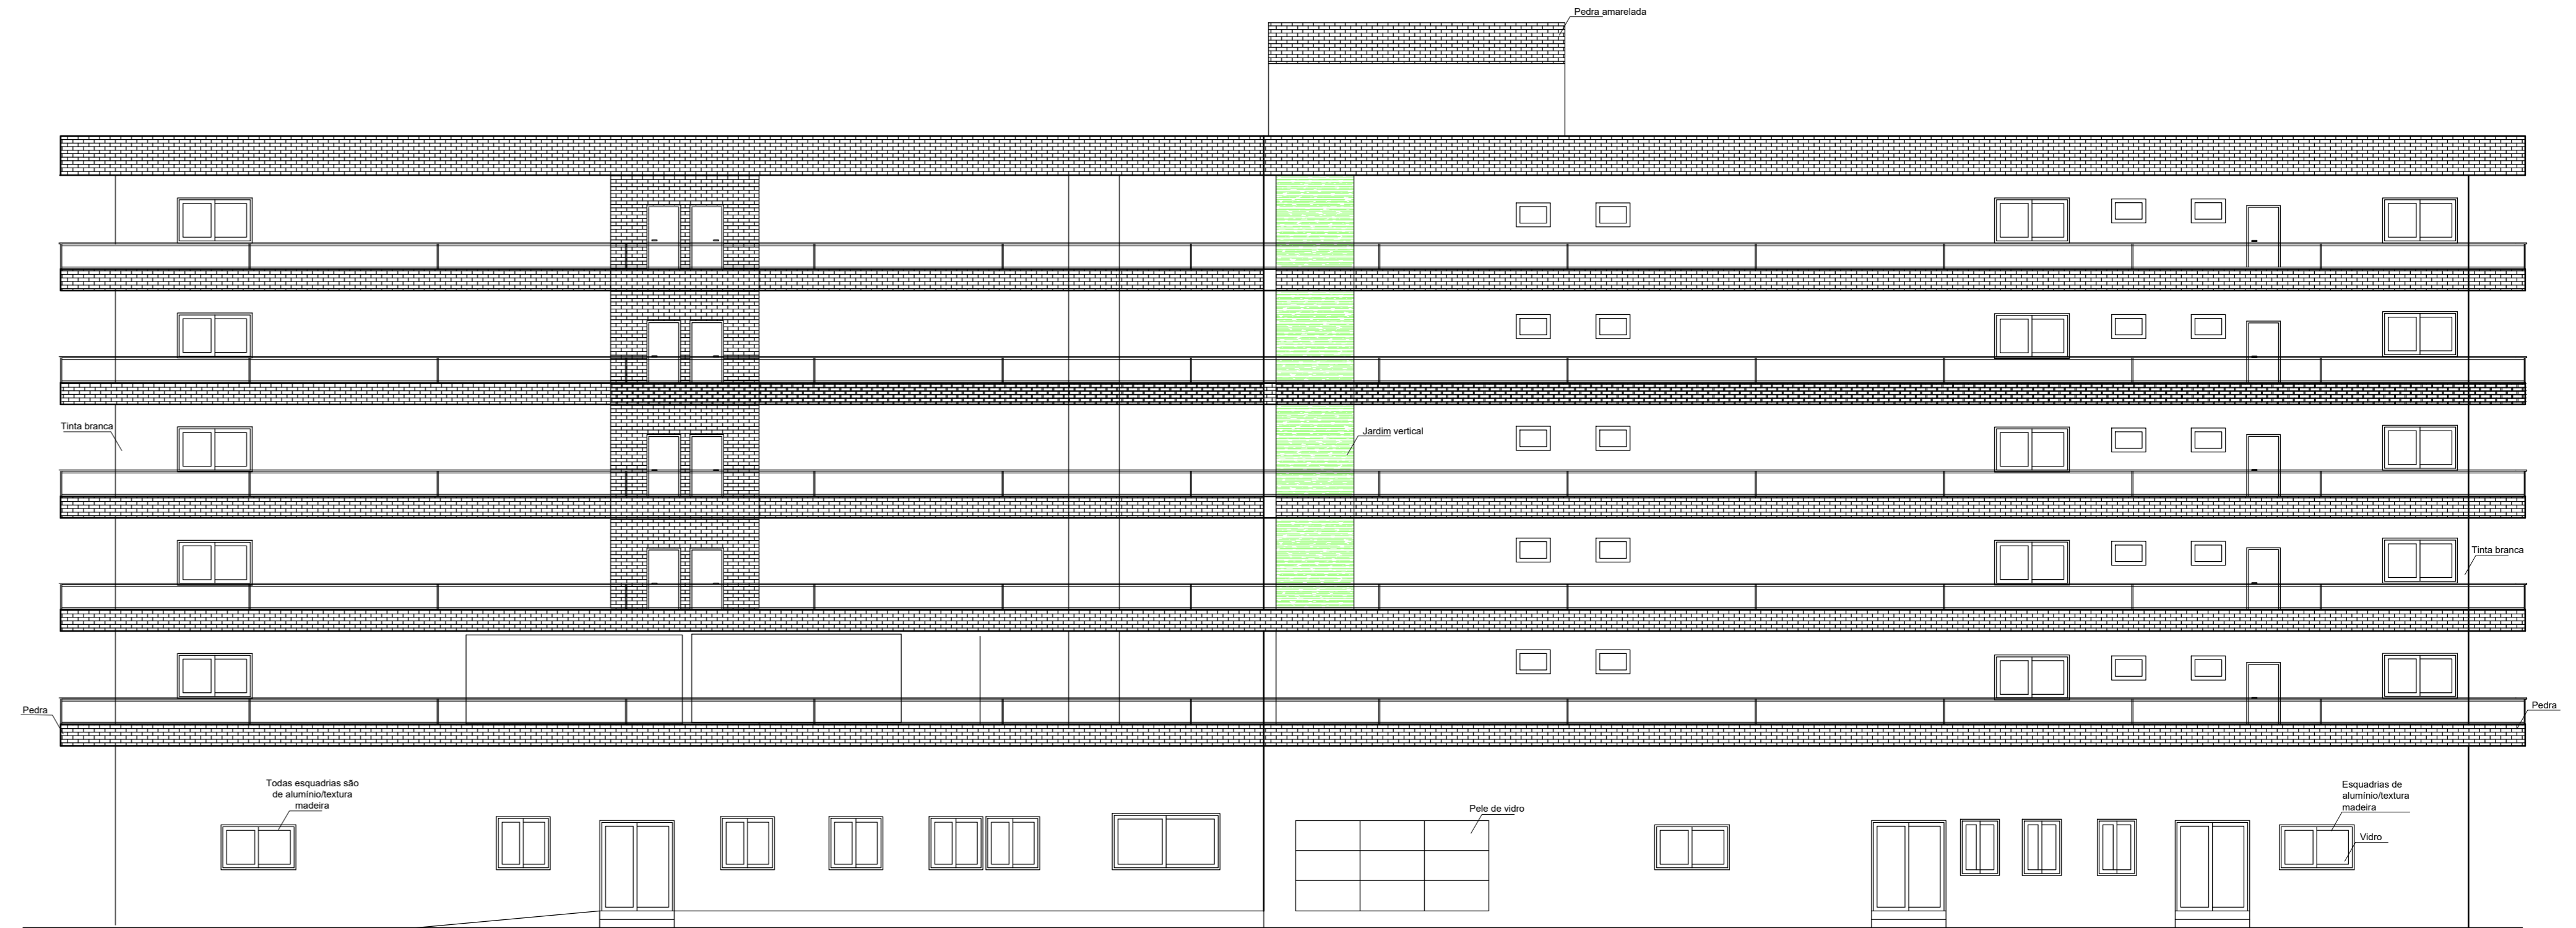 Pedra amarelada
Tinta branca
Jardim vertical
Tinta branca
Pedra
Pedra
Todas esquadrias são
de alumínio/textura
madeira
Pele de vidro
Esquadrias de
alumínio/textura
madeira
Vidro